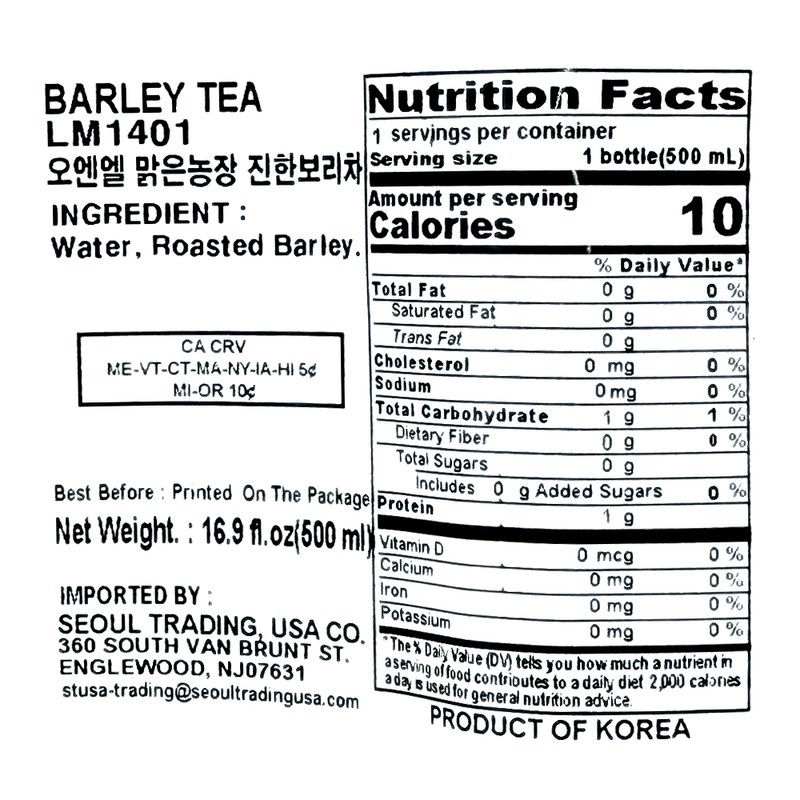 BARLEY TEA
LM1401
오엔엘 맑은농장 진한보리차
INGREDIENT :
Water, Roasted Barley.
CA CRV
ME-VT-CT-MA-NY-IA-HI 5¢
MI-OR 10¢
Best Before : Printed On The Package
Net Weight. : 16.9 fl.oz(500 ml)
IMPORTED BY :
SEOUL TRADING, USA CO.
360 SOUTH VAN BRUNT ST.
ENGLEWOOD, NJ07631
stusa-trading@seoultradingusa.com
Nutrition Facts
1 servings per container
Serving size 1 bottle(500 mL)
Amount per serving
Calories 10
% Daily Value*
Total Fat 0 g 0 %
Saturated Fat 0 g 0 %
Trans Fat 0 g
Cholesterol 0 mg 0 %
Sodium 0 mg 0 %
Total Carbohydrate 1 g 1 %
Dietary Fiber 0 g 0 %
Total Sugars 0 g
Includes 0 g Added Sugars 0 %
Protein 1 g
Vitamin D 0 mcg 0 %
Calcium 0 mg 0 %
Iron 0 mg 0 %
Potassium 0 mg 0 %
*The % Daily Value (DV) tells you how much a nutrient in
a serving of food contributes to a daily diet 2,000 calories
a day is used for general nutrition advice.
PRODUCT OF KOREA